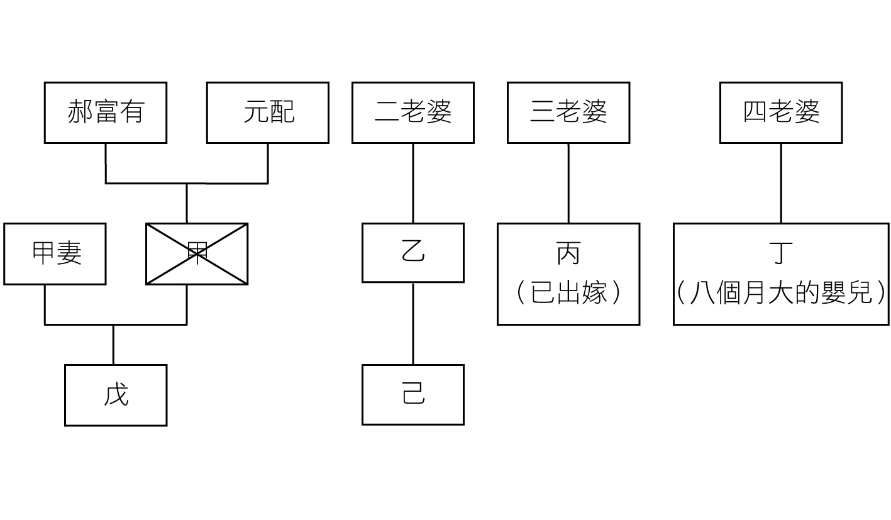 郝富有
元配
二老婆
三老婆
四老婆
甲妻
甲
乙
丙
（已出嫁）
丁
（八個月大的嬰兒）
戊
己